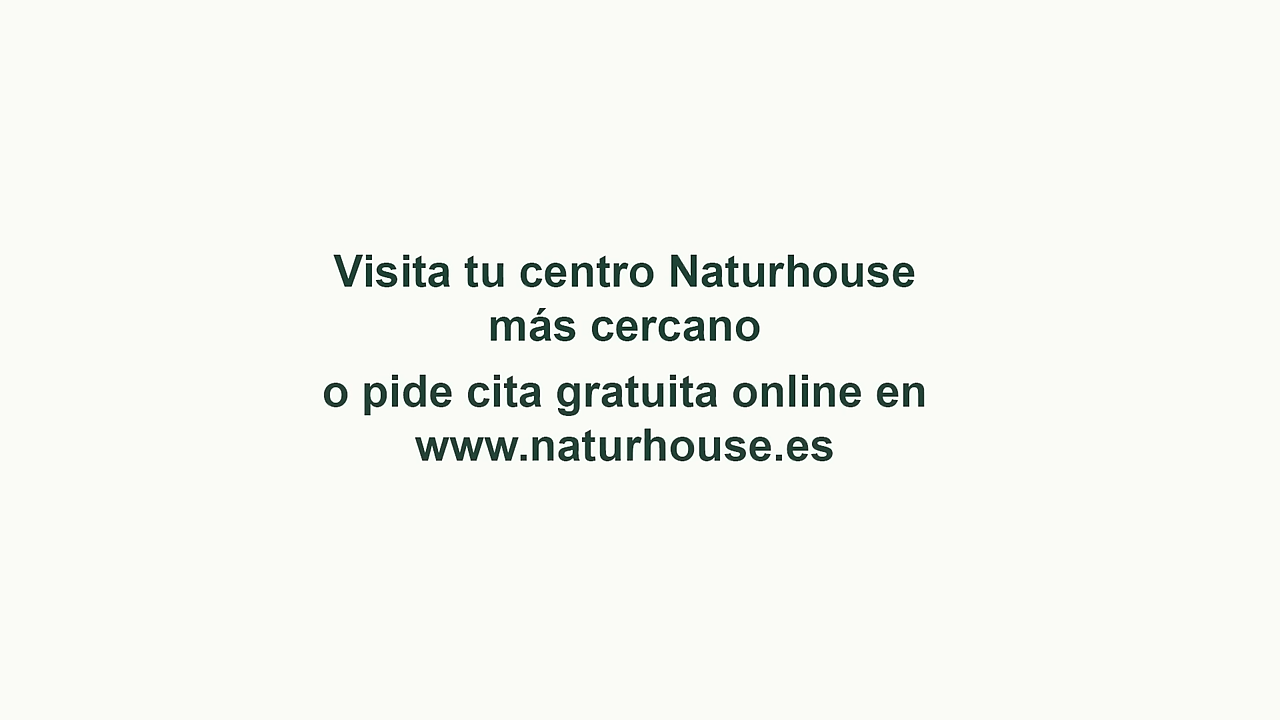 Visita tu centro Naturhouse
más cercano
o pide cita gratuita online en
www.naturhouse.es